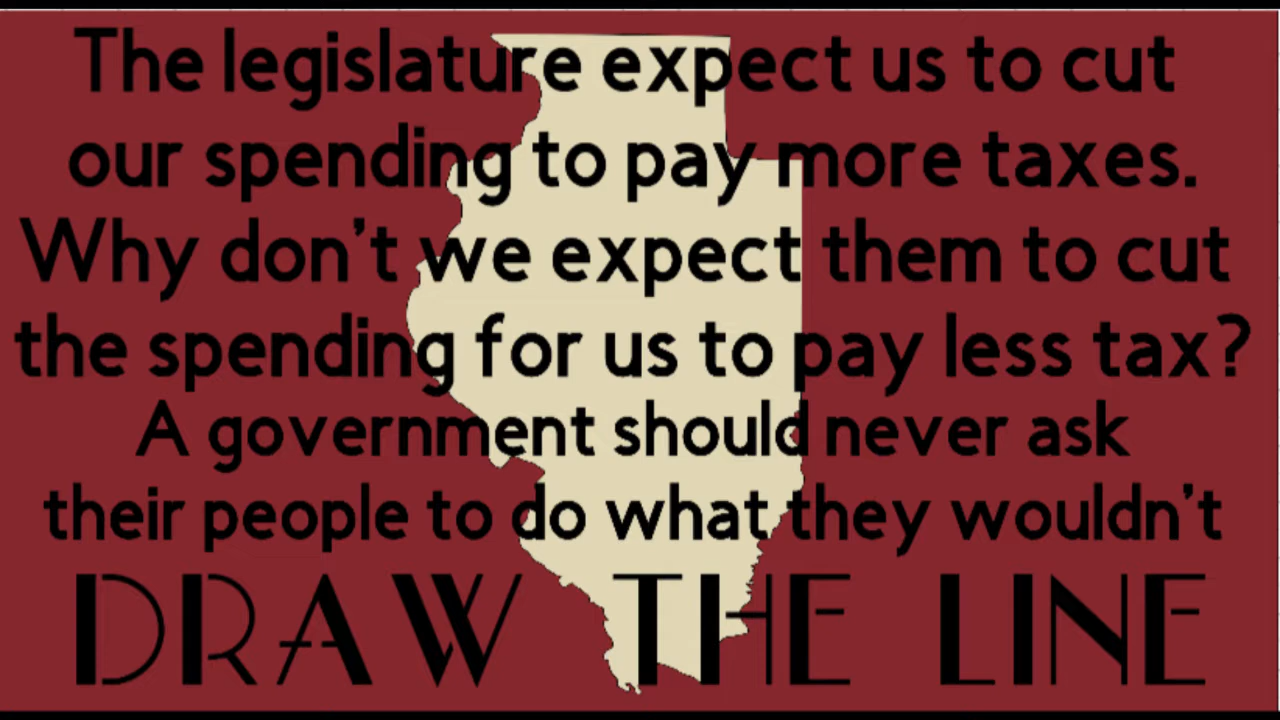 The legislature expect us to cut
our spending to pay more taxes.
Why don't we expect them to cut
the spending for us to pay less tax?
A government should never ask
their people to do what they wouldn't
DRAW THE LINE